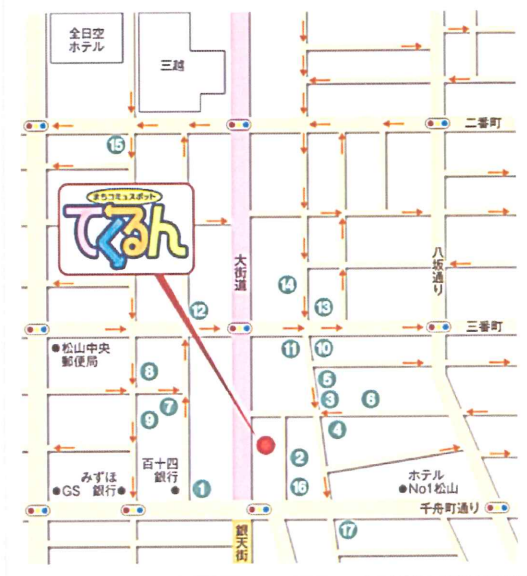 全日空
ホテル
三越
二番町
15
まちコミュスポット
てくるん
大街道
八坂通り
14
13
12
三番町
松山中央
郵便局
11
10
8
5
7
3
6
9
4
2
みずほ
銀行
GS
百十四
銀行
1
16
ホテル
No1松山
千舟町通り
銀天街
17